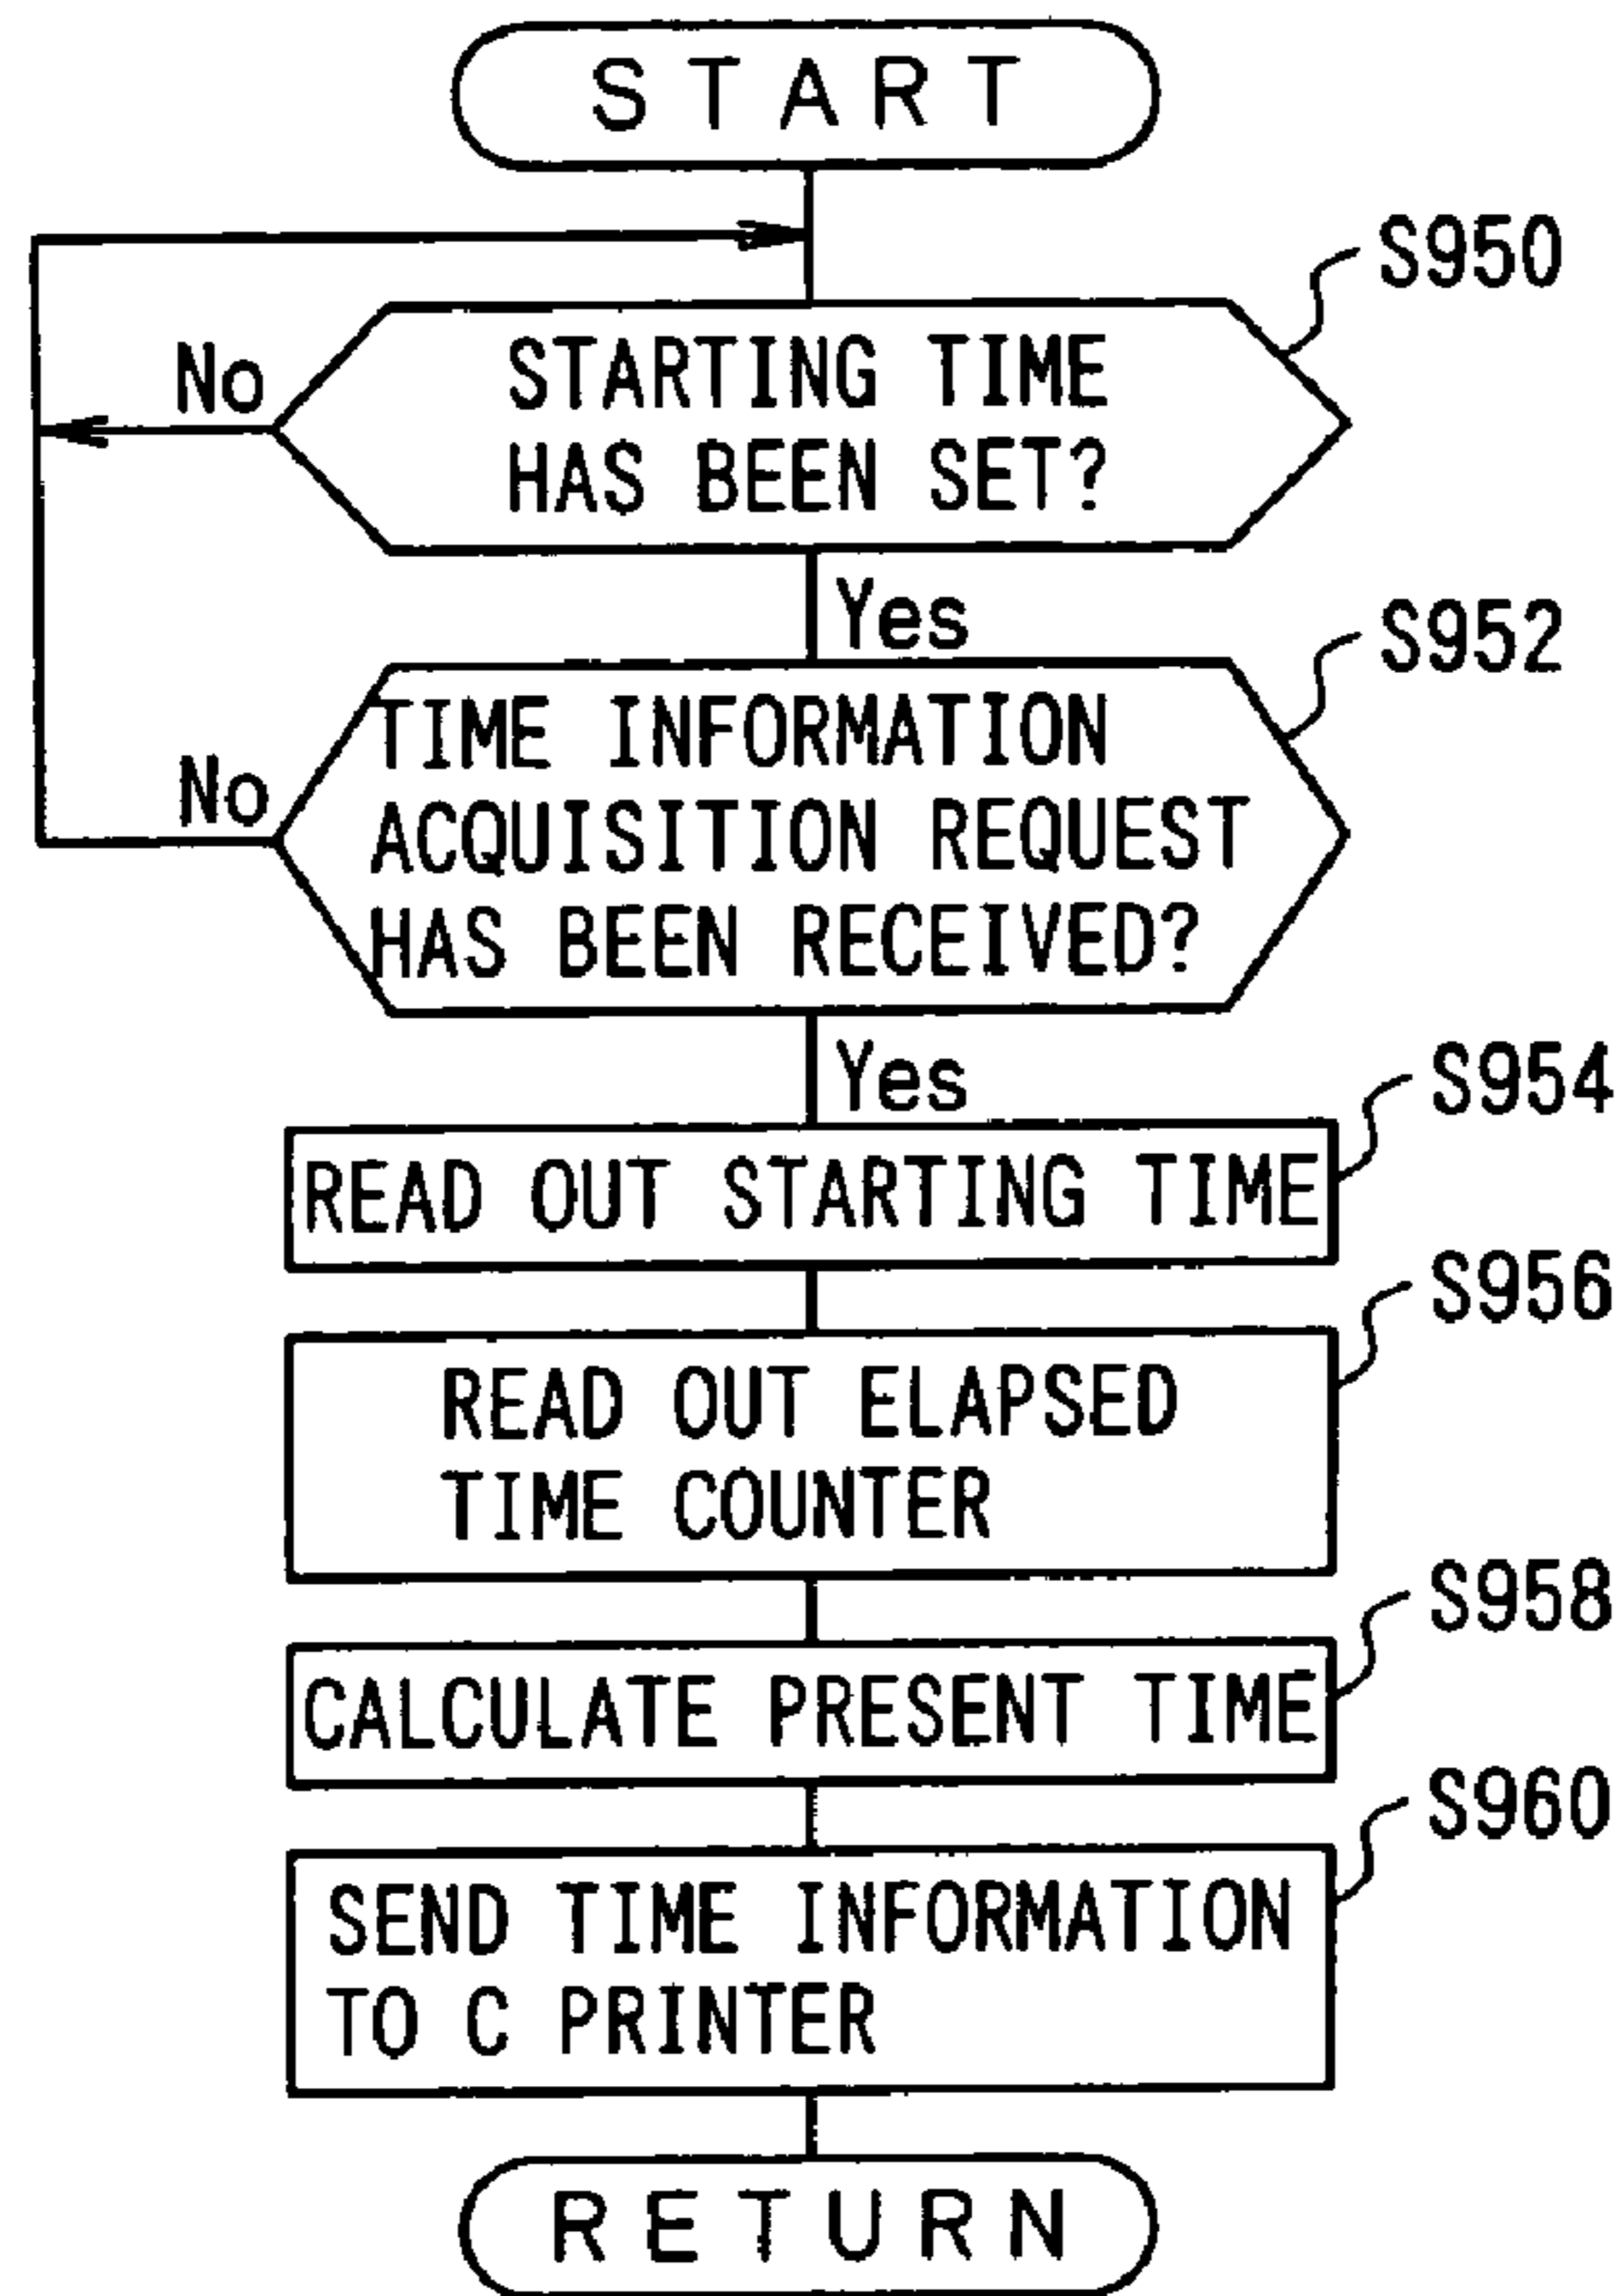 START
S950
No
STARTING TIME
HAS BEEN SET?
Yes
S952
No
TIME INFORMATION
ACQUISITION REQUEST
HAS BEEN RECEIVED?
Yes
S954
READ OUT STARTING TIME
S956
READ OUT ELAPSED
TIME COUNTER
S958
CALCULATE PRESENT TIME
S960
SEND TIME INFORMATION
TO C PRINTER
RETURN